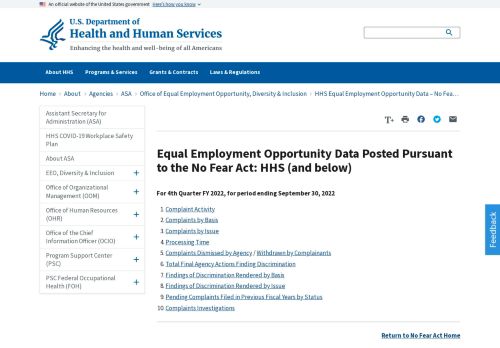 An official website of the United States government Here's how you know
U.S. Department of
Health and Human Services
Enhancing the health and well-being of all Americans
About HHS Programs & Services Grants & Contracts Laws & Regulations
Home > About > Agencies > ASA > Office of Equal Employment Opportunity, Diversity & Inclusion > HHS Equal Employment Opportunity Data – No Fea…
Assistant Secretary for
Administration (ASA)
HHS COVID-19 Workplace Safety
Plan
About ASA
EEO, Diversity & Inclusion
Office of Organizational
Management (OOM)
Office of Human Resources
(OHR)
Office of the Chief
Information Officer (OCIO)
Program Support Center
(PSC)
PSC Federal Occupational
Health (FOH)
T+
Equal Employment Opportunity Data Posted Pursuant
to the No Fear Act: HHS (and below)
For 4th Quarter FY 2022, for period ending September 30, 2022
1. Complaint Activity
2. Complaints by Basis
3. Complaints by Issue
4. Processing Time
5. Complaints Dismissed by Agency / Withdrawn by Complainants
6. Total Final Agency Actions Finding Discrimination
7. Findings of Discrimination Rendered by Basis
8. Findings of Discrimination Rendered by Issue
9. Pending Complaints Filed in Previous Fiscal Years by Status
10. Complaints Investigations
Return to No Fear Act Home
Feedback